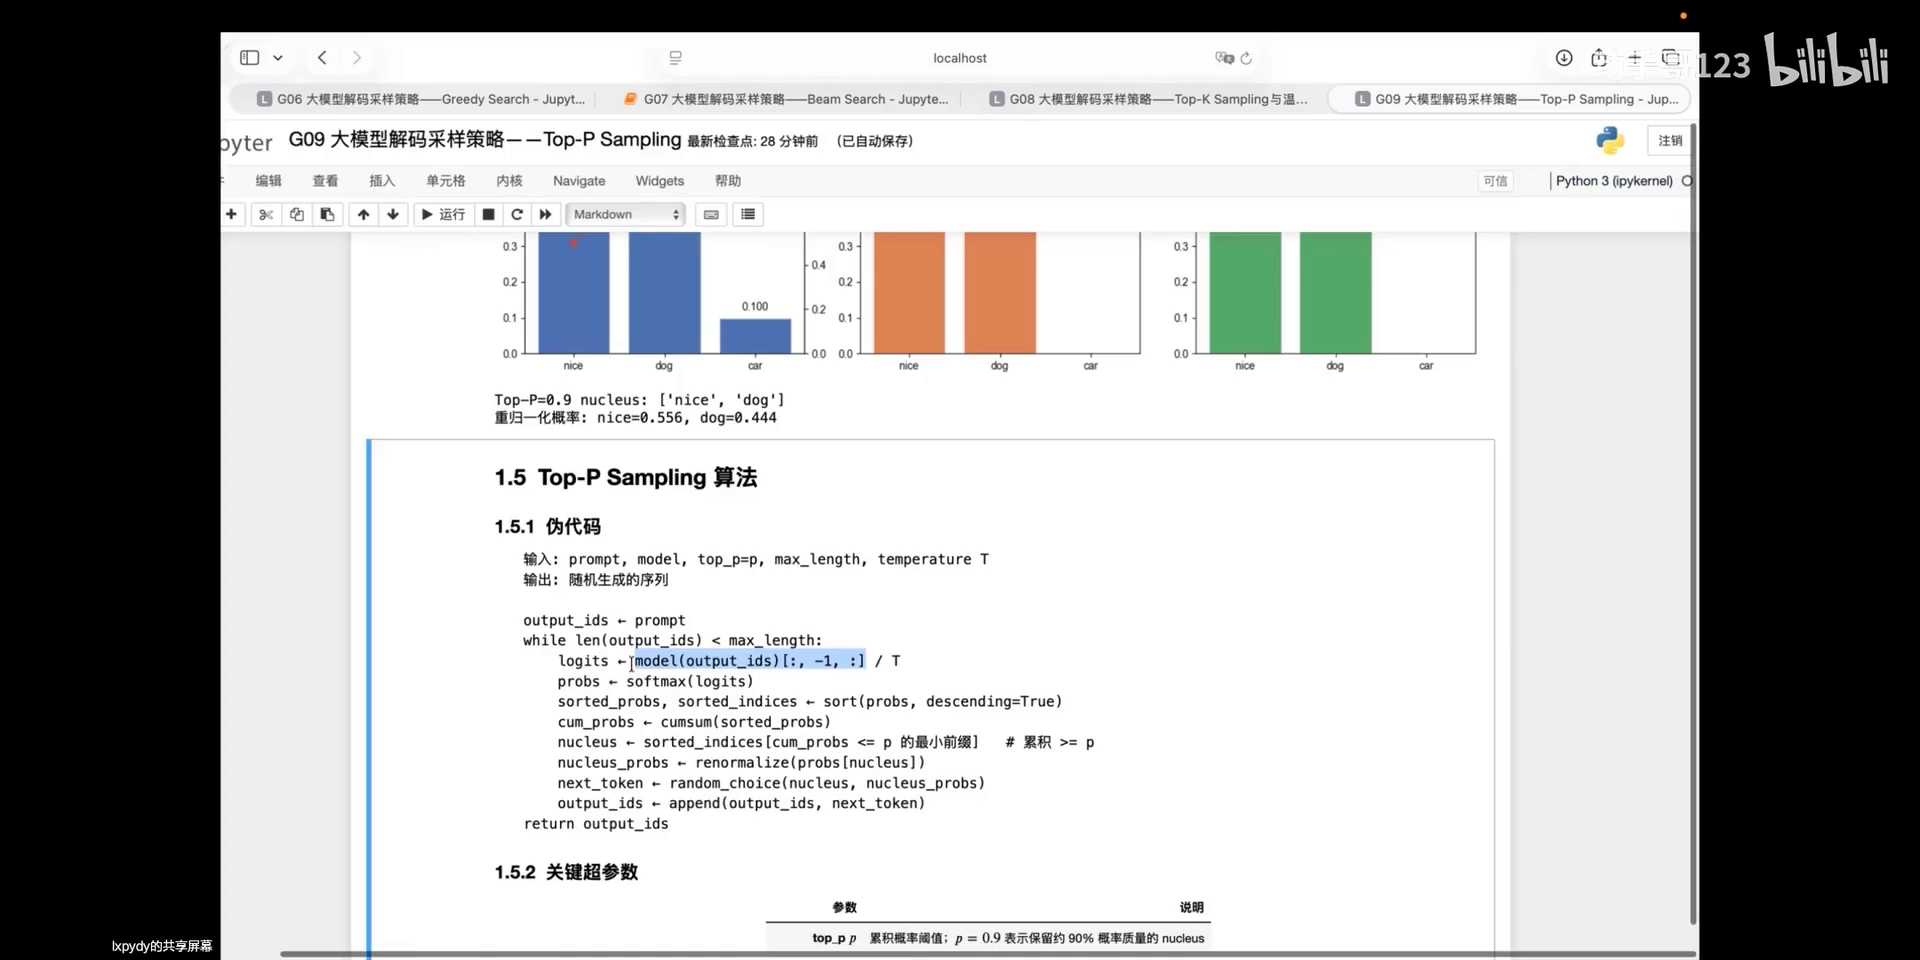 localhost
123 bilibili
G06 大模型解码采样策略——Greedy Search - Jupyt...
G07 大模型解码采样策略——Beam Search - Jupyte...
G08 大模型解码采样策略——Top-K Sampling与温...
G09 大模型解码采样策略——Top-P Sampling - Jup...
pyter G09 大模型解码采样策略——Top-P Sampling 最新检查点: 28 分钟前 (已自动保存)
注销
编辑 查看 插入 单元格 内核 Navigate Widgets 帮助
可信 Python 3 (ipykernel)
运行 Markdown
0.3 0.4 0.3 0.3
0.2 0.2 0.2
0.100 0.2
0.1 0.1 0.1
0.0 0.0 0.0 0.0
nice dog car nice dog car nice dog car
Top-P=0.9 nucleus: ['nice', 'dog']
重归一化概率: nice=0.556, dog=0.444
1.5 Top-P Sampling 算法
1.5.1 伪代码
输入: prompt, model, top_p=p, max_length, temperature T
输出: 随机生成的序列
output_ids ← prompt
while len(output_ids) < max_length:
logits ← model(output_ids)[:, -1, :] / T
probs ← softmax(logits)
sorted_probs, sorted_indices ← sort(probs, descending=True)
cum_probs ← cumsum(sorted_probs)
nucleus ← sorted_indices[cum_probs <= p 的最小前缀] # 累积 >= p
nucleus_probs ← renormalize(probs[nucleus])
next_token ← random_choice(nucleus, nucleus_probs)
output_ids ← append(output_ids, next_token)
return output_ids
1.5.2 关键超参数
参数 说明
top_p p 累积概率阈值；p = 0.9 表示保留约 90% 概率质量的 nucleus
lxpydy的共享屏幕